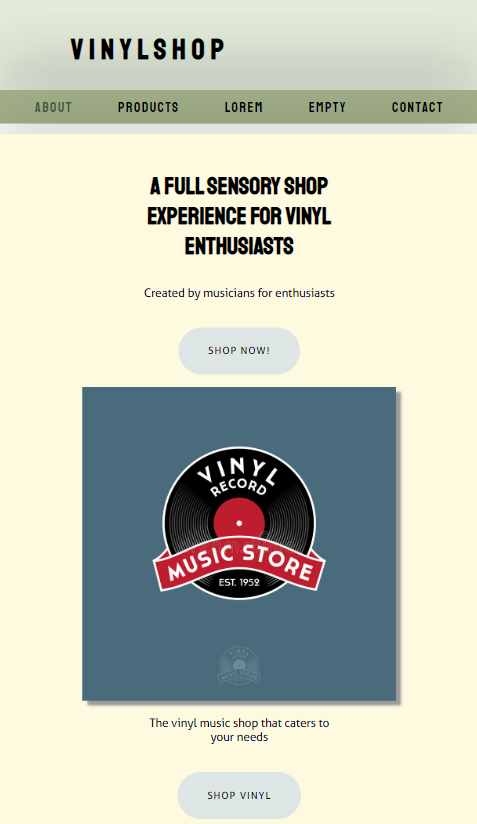 VINYLSHOP
ABOUT PRODUCTS LOREM EMPTY CONTACT
A FULL SENSORY SHOP
EXPERIENCE FOR VINYL
ENTHUSIASTS
Created by musicians for enthusiasts
SHOP NOW!
VINYL
RECORD
MUSIC STORE
EST. 1952
VINYL
MUSIC STORE
The vinyl music shop that caters to
your needs
SHOP VINYL